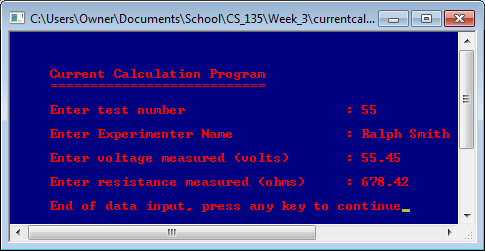 C:\Users\Owner\Documents\School\CS_135\Week_3\currentcal...
Current Calculation Program
===========================
Enter test number : 55
Enter Experimenter Name : Ralph Smith
Enter voltage measured (volts) : 55.45
Enter resistance measured (ohms) : 678.42
End of data input, press any key to continue_